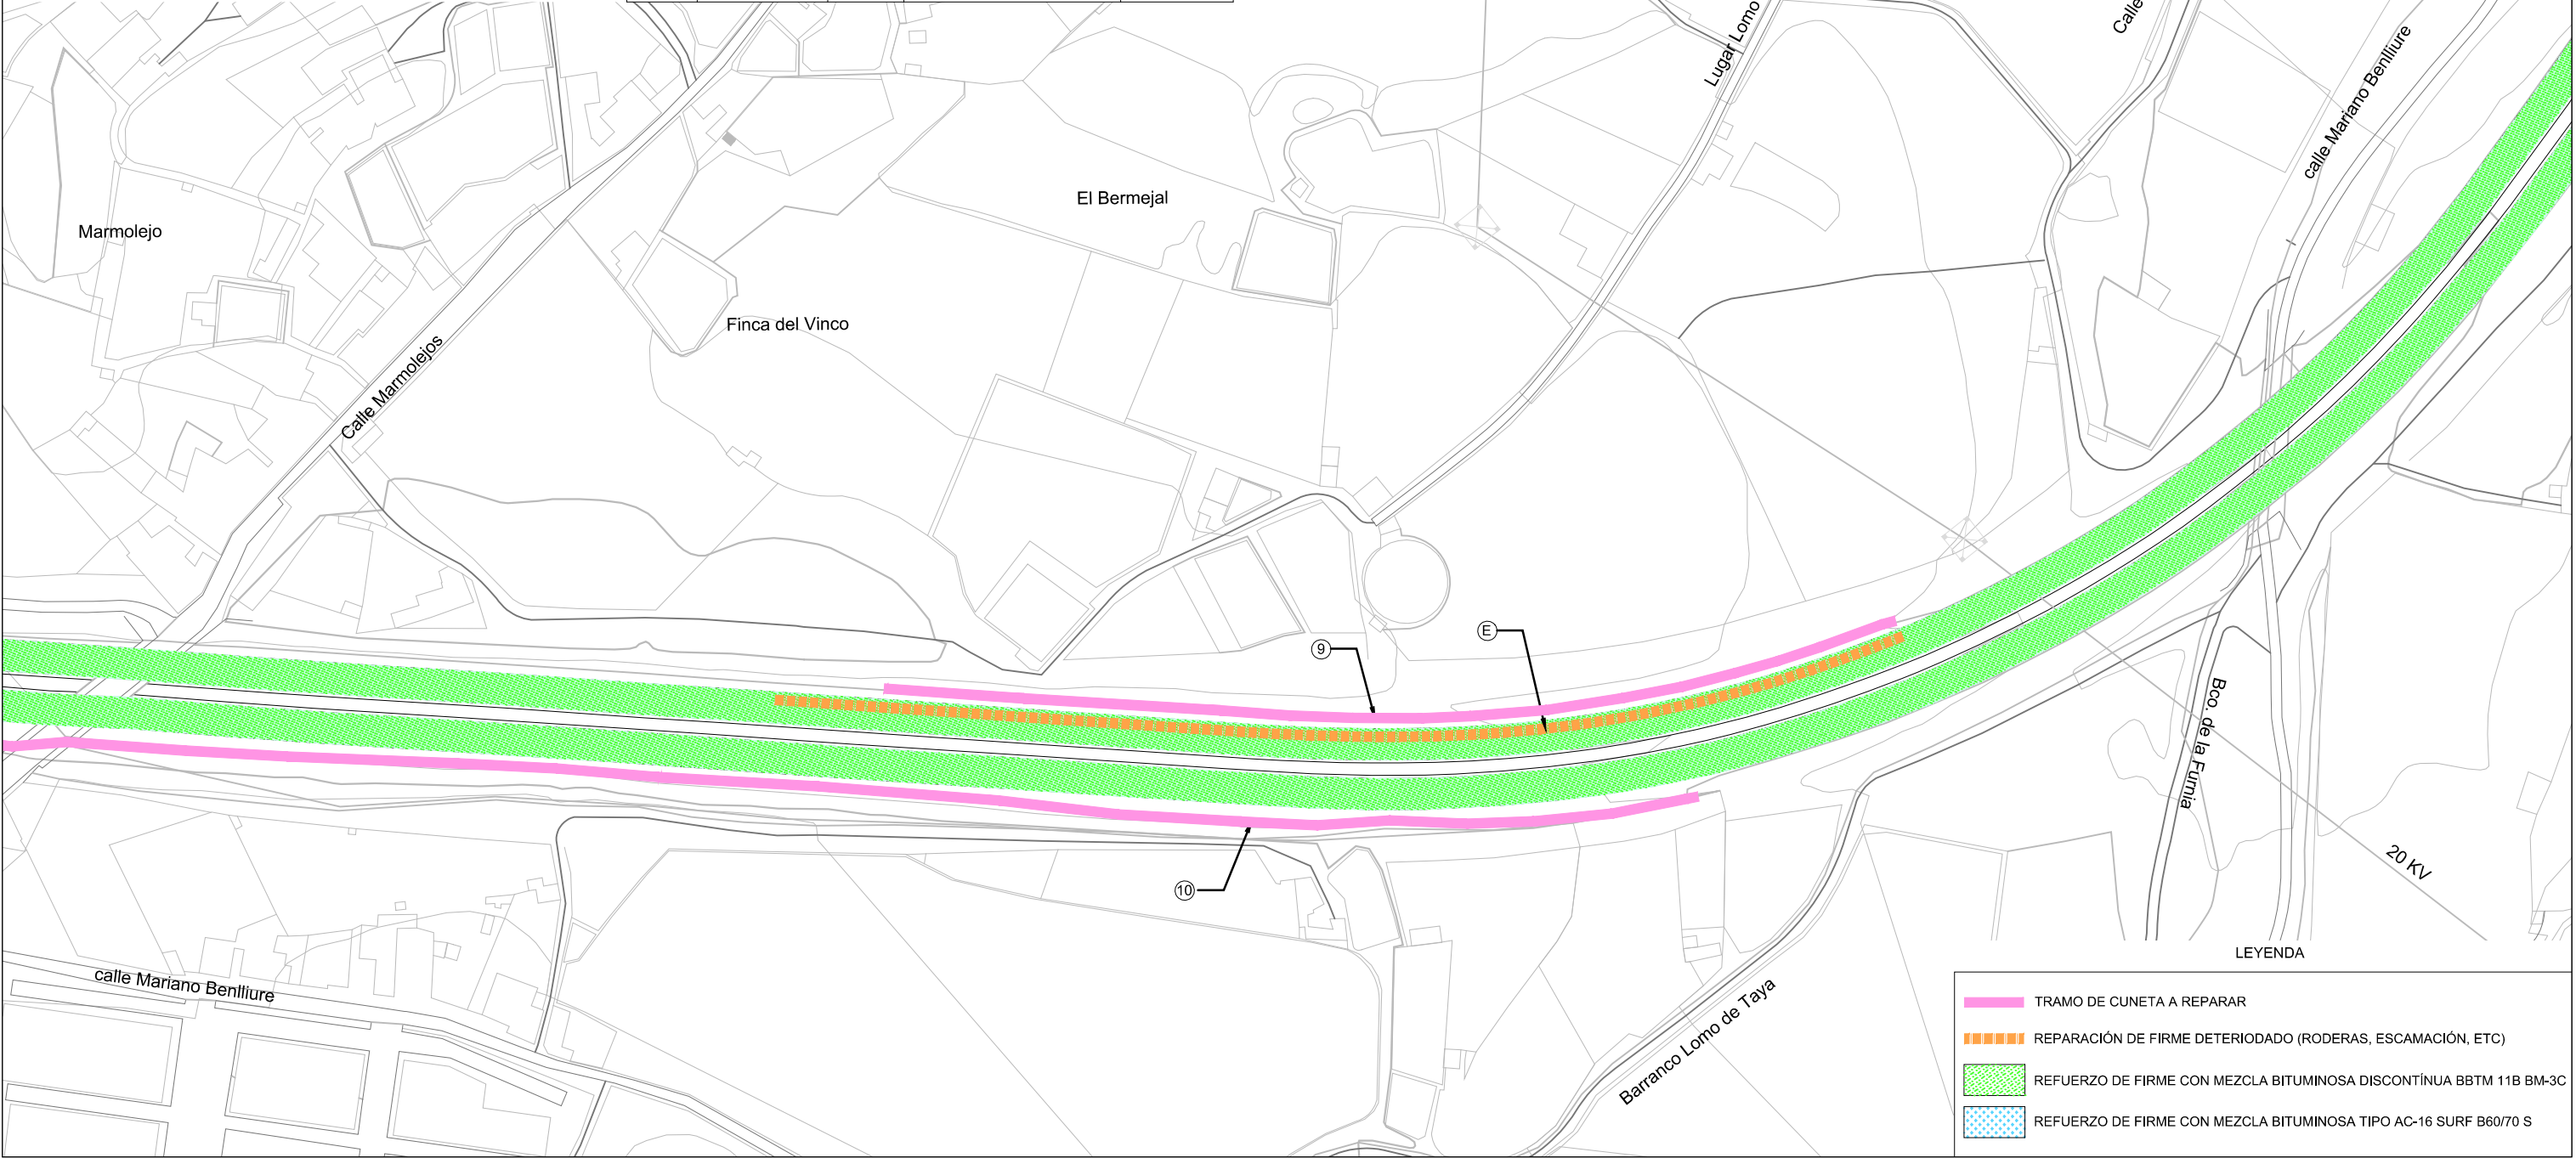 Lugar Lomo
Calle
calle Mariano Benlliure
El Bermejal
Marmolejo
Finca del Vinco
Calle Marmolejos
E
9
Bco. de la Furnia
20 KV
10
calle Mariano Benlliure
Barranco Lomo de Taya
LEYENDA
TRAMO DE CUNETA A REPARAR
REPARACIÓN DE FIRME DETERIODADO (RODERAS, ESCAMACIÓN, ETC)
REFUERZO DE FIRME CON MEZCLA BITUMINOSA DISCONTÍNUA BBTM 11B BM-3C
REFUERZO DE FIRME CON MEZCLA BITUMINOSA TIPO AC-16 SURF B60/70 S